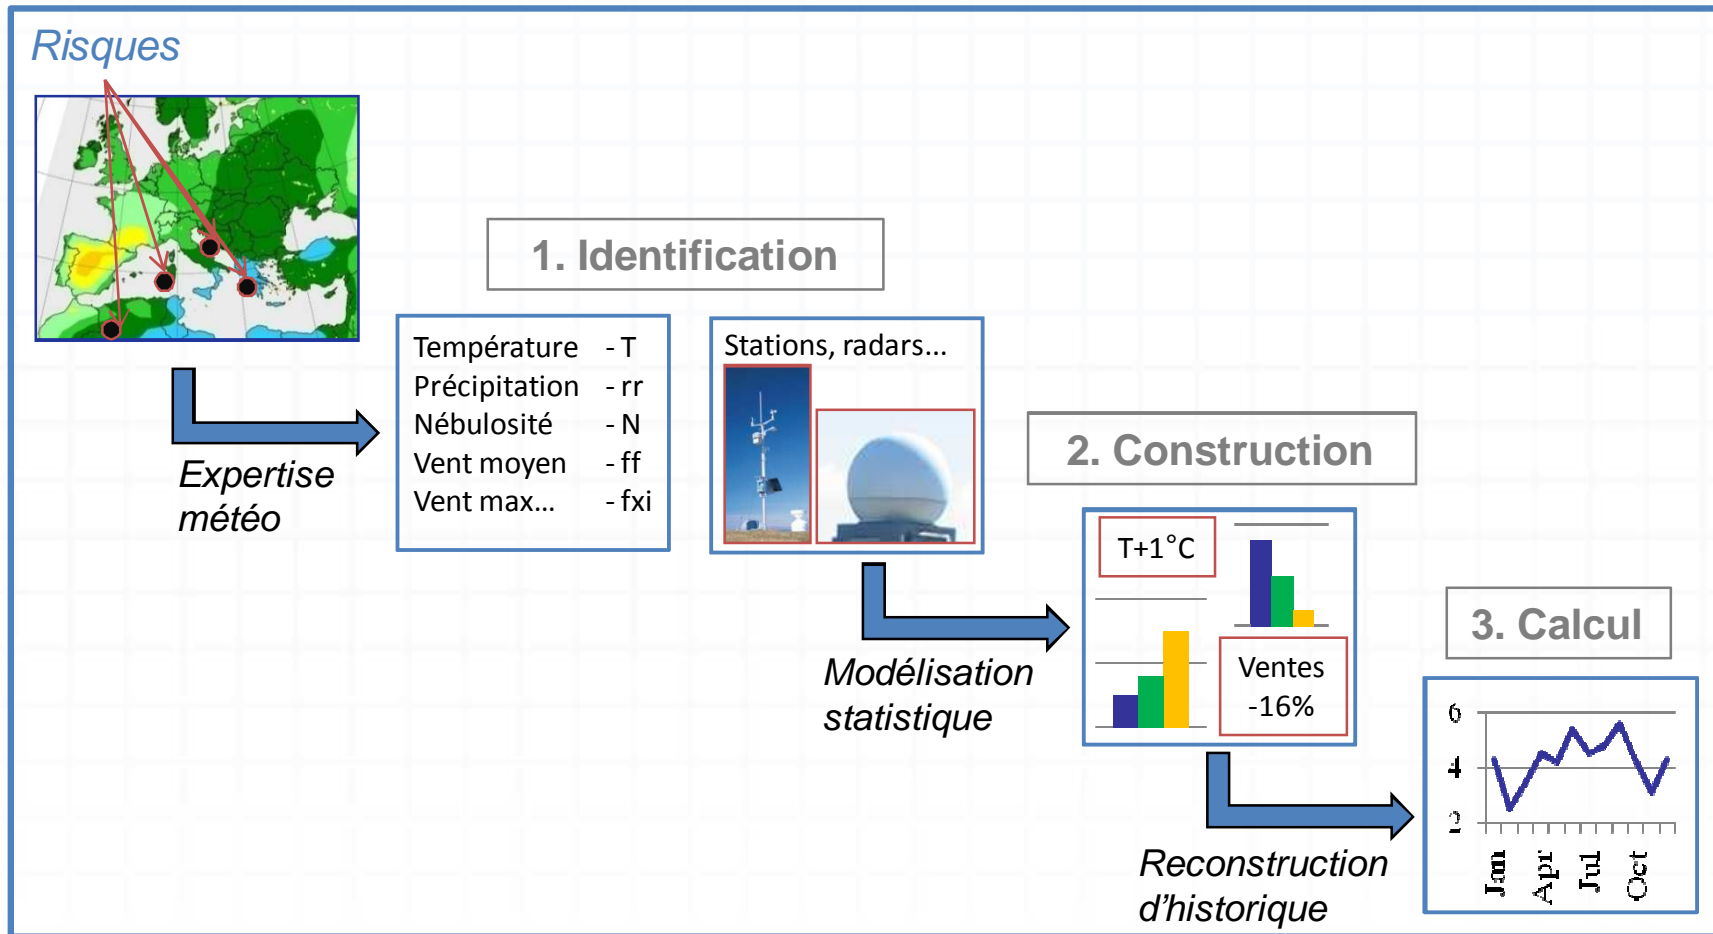 Risques
1. Identification
Température - T
Précipitation - rr
Nébulosité - N
Vent moyen - ff
Vent max... - fxi
Stations, radars...
Expertise
météo
2. Construction
T+1°C
Ventes
-16%
Modélisation
statistique
3. Calcul
6
4
2
Jan
Apr
Jul
Oct
Reconstruction
d’historique